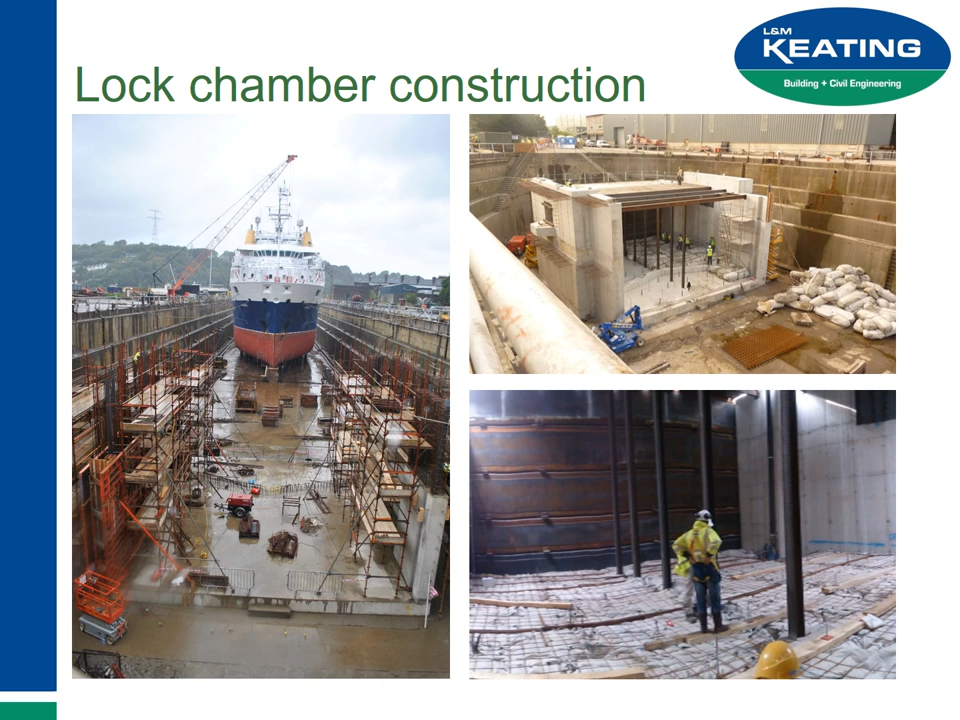 L&M
KEATING
Building + Civil Engineering
Lock chamber construction